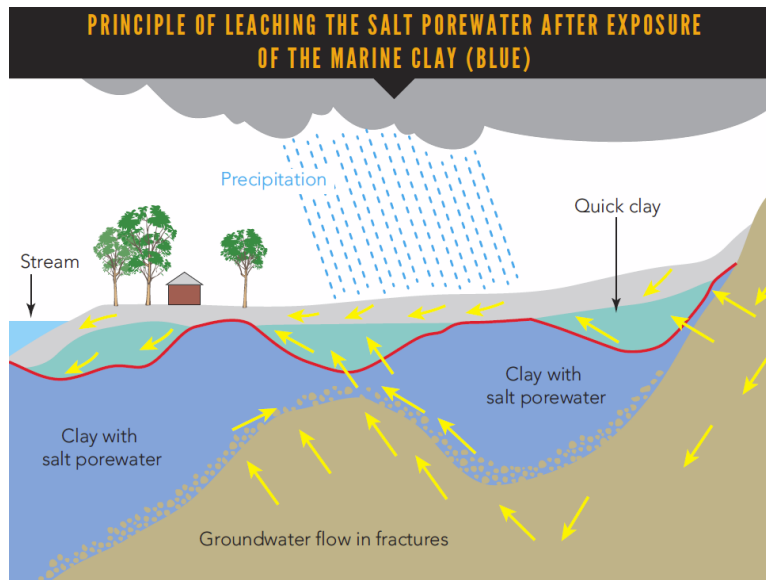 PRINCIPLE OF LEACHING THE SALT POREWATER AFTER EXPOSURE
OF THE MARINE CLAY (BLUE)
Precipitation
Quick clay
Stream
Clay with
salt porewater
Clay with
salt porewater
Groundwater flow in fractures